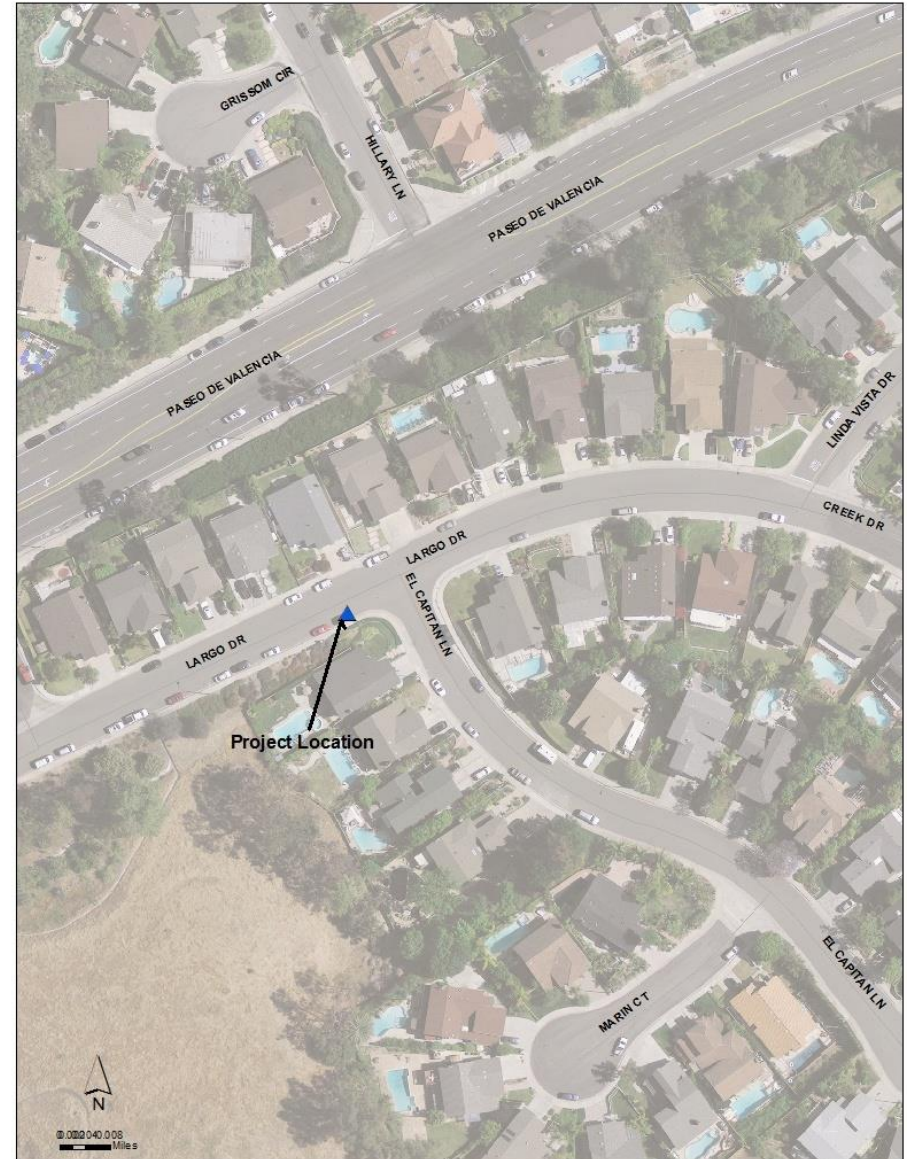 GRISSOM CIR
HILLARY LN
PASEO DE VALENCIA
PASEO DE VALENCIA
LINDA VISTA DR
CREEK DR
LARGO DR
EL CAPITAN LN
LARGO DR
Project Location
EL CAPITAN LN
MARIN CT
N
Miles